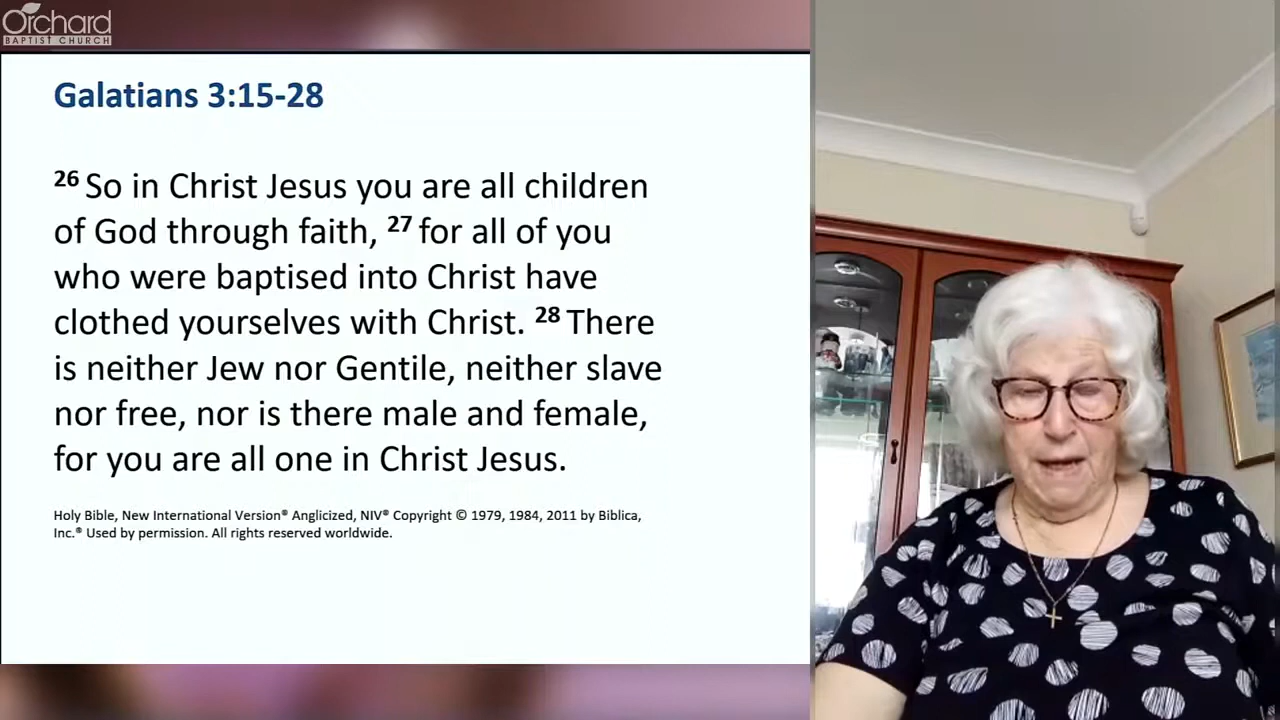 Orchard
BAPTIST CHURCH
Galatians 3:15-28
26 So in Christ Jesus you are all children
of God through faith, 27 for all of you
who were baptised into Christ have
clothed yourselves with Christ. 28 There
is neither Jew nor Gentile, neither slave
nor free, nor is there male and female,
for you are all one in Christ Jesus.
Holy Bible, New International Version® Anglicized, NIV® Copyright © 1979, 1984, 2011 by Biblica,
Inc.® Used by permission. All rights reserved worldwide.